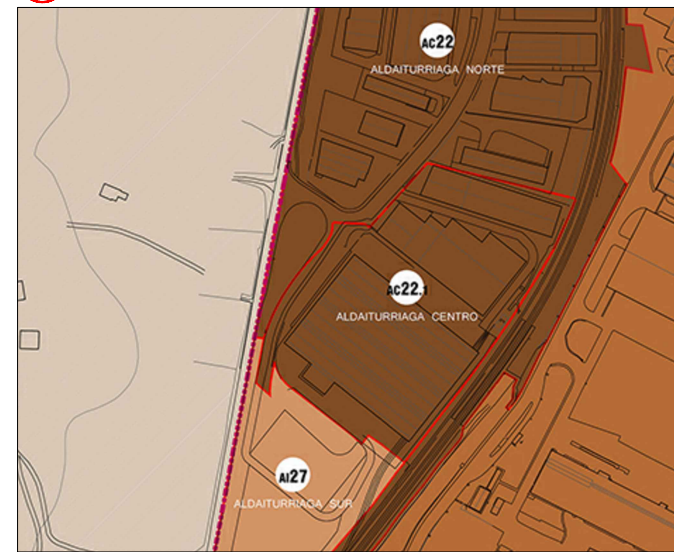 AC22
ALDAITURRIAGA NORTE
AC22.1
ALDAITURRIAGA CENTRO
AI27
ALDAITURRIAGA SUR